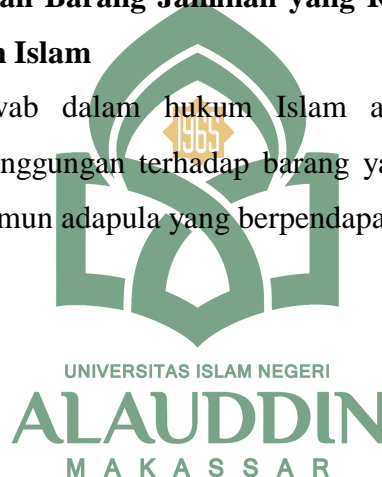 an Barang Jaminan yang
Islam
wab dalam hukum Islam a
1965
nggungan terhadap barang ya
mun adapula yang berpendapa
UNIVERSITAS ISLAM NEGERI
ALAUDDIN
MAKASSAR